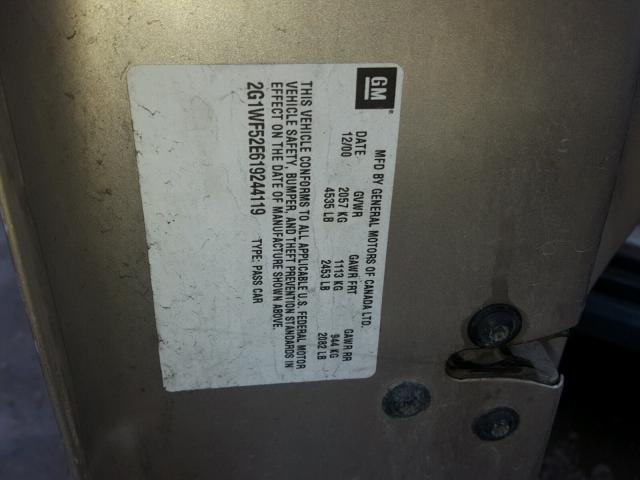 GM
MFD BY GENERAL MOTORS OF CANADA LTD.
DATE GVWR GAWR FRT GAWR RR
12/00 2057 KG 1113 KG 944 KG
4535 LB 2453 LB 2082 LB
THIS VEHICLE CONFORMS TO ALL APPLICABLE U.S. FEDERAL MOTOR
VEHICLE SAFETY, BUMPER, AND THEFT PREVENTION STANDARDS IN
EFFECT ON THE DATE OF MANUFACTURE SHOWN ABOVE.
2G1WF52E619244119 TYPE: PASS CAR